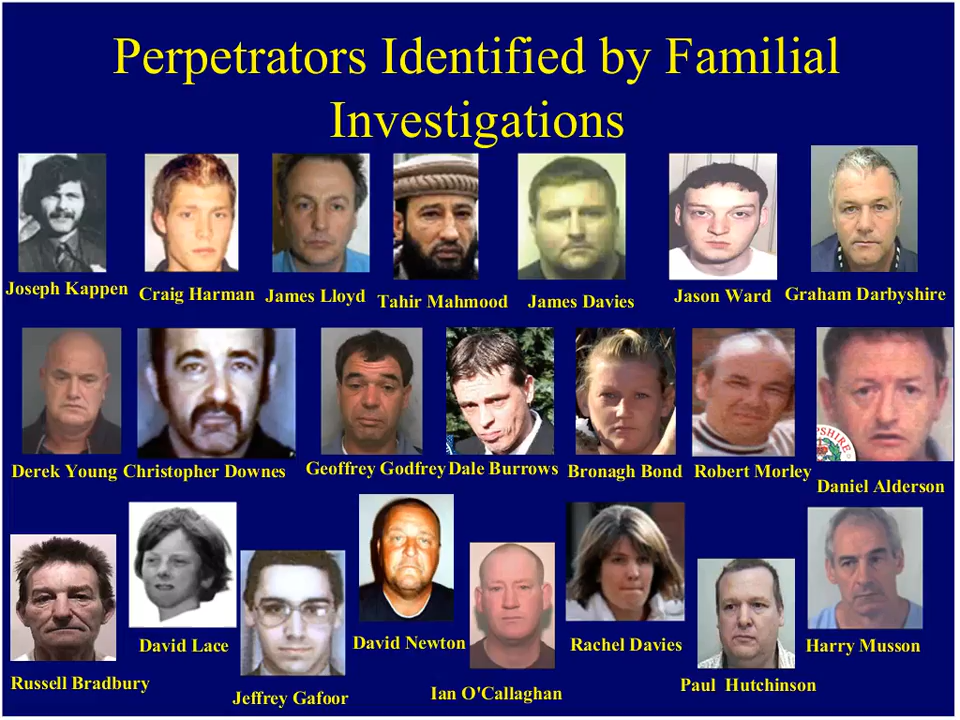 Perpetrators Identified by Familial
Investigations
Joseph Kappen
Craig Harman
James Lloyd
Tahir Mahmood
James Davies
Jason Ward
Graham Darbyshire
Derek Young
Christopher Downes
Geoffrey Godfrey
Dale Burrows
Bronagh Bond
Robert Morley
Daniel Alderson
Russell Bradbury
David Lace
Jeffrey Gafoor
David Newton
Ian O'Callaghan
Rachel Davies
Paul Hutchinson
Harry Musson